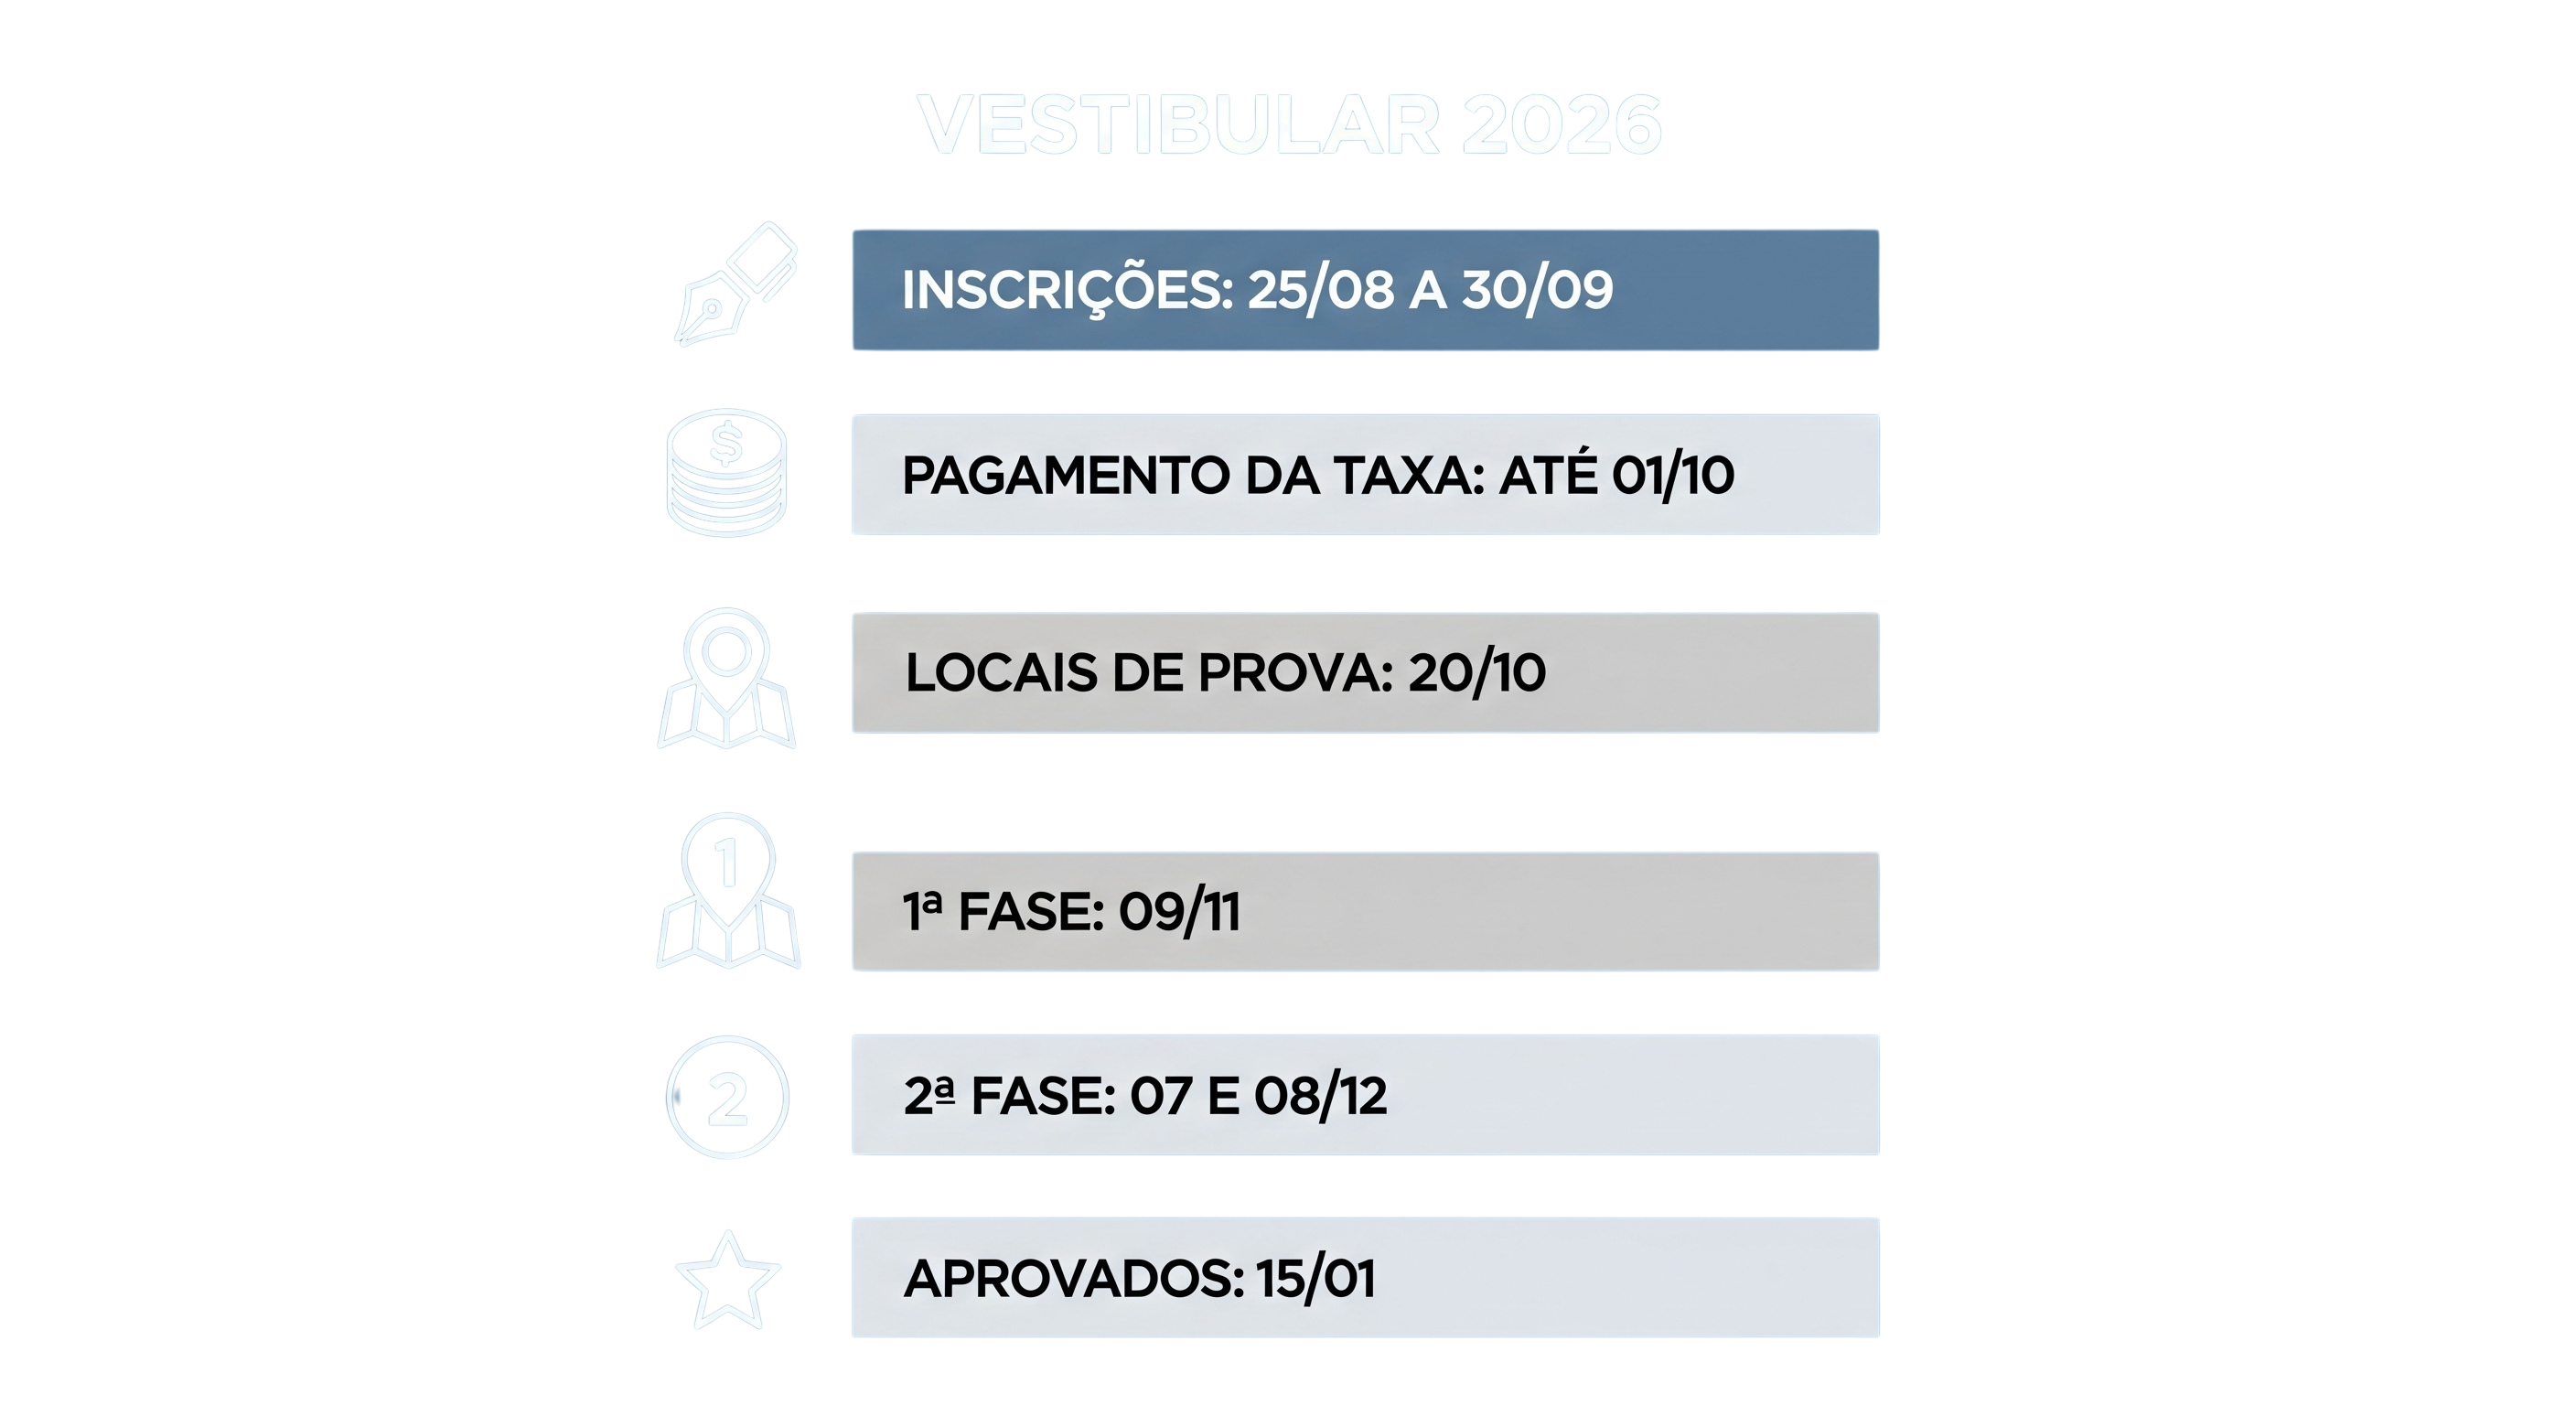 VESTIBULAR 2026
INSCRIÇÕES: 25/08 A 30/09
$
PAGAMENTO DA TAXA: ATÉ 01/10
LOCAIS DE PROVA: 20/10
1
1ª FASE: 09/11
2
2ª FASE: 07 E 08/12
APROVADOS: 15/01